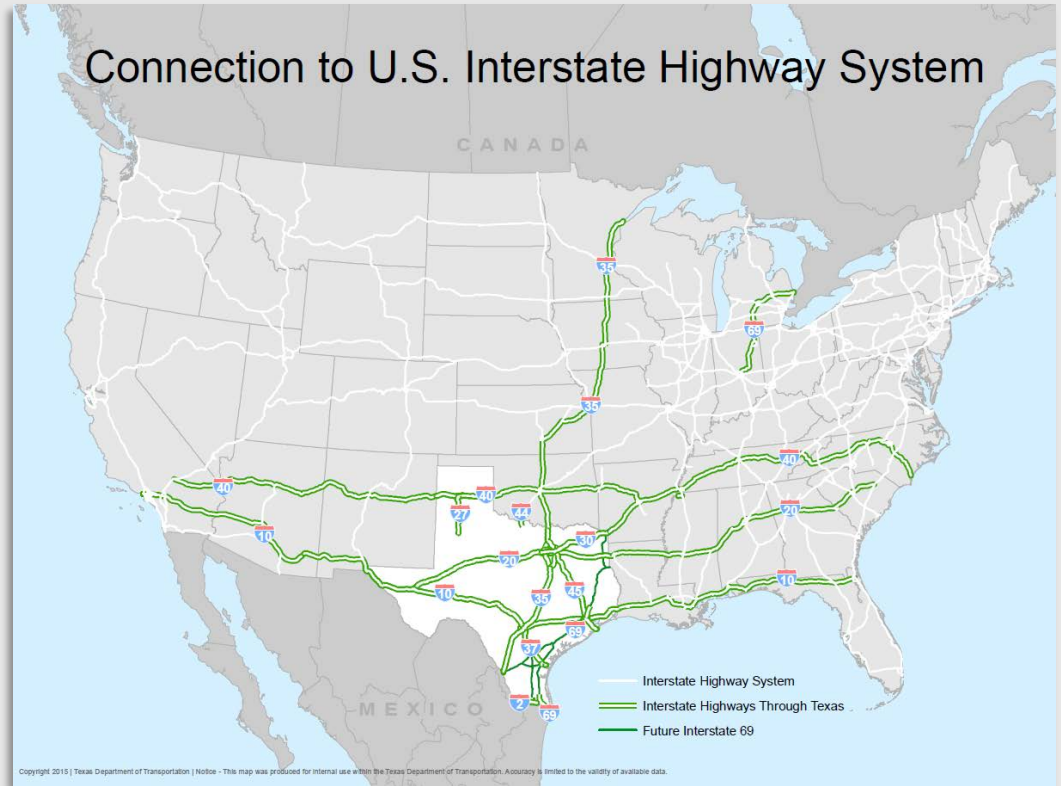 Connection to U.S. Interstate Highway System
CANADA
35
69
35
40
40
40
27
44
20
10
30
20
10
10
35
45
69
37
2
69
MEXICO
Interstate Highway System
Interstate Highways Through Texas
Future Interstate 69
Copyright 2015 | Texas Department of Transportation | Notice - This map was produced for internal use within the Texas Department of Transportation. Accuracy is limited to the validity of available data.